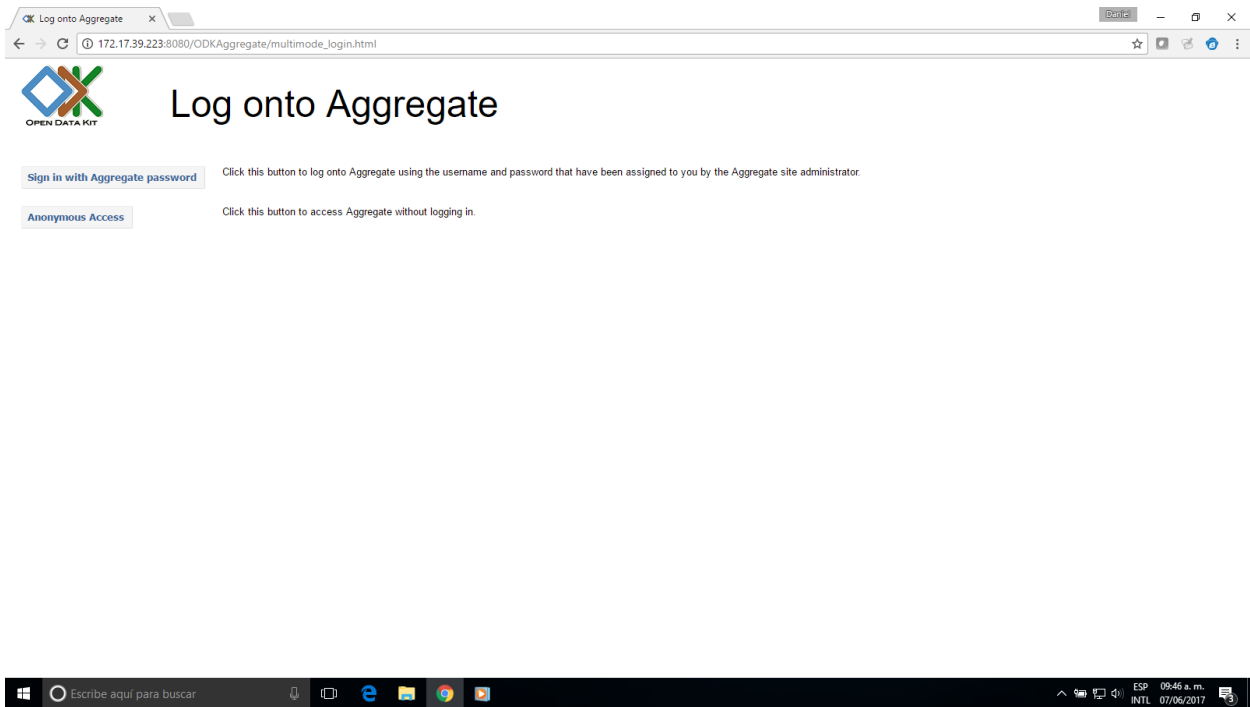 Log onto Aggregate
Daniel
172.17.39.223:8080/ODKAggregate/multimode_login.html
OPEN DATA KIT
Log onto Aggregate
Sign in with Aggregate password
Click this button to log onto Aggregate using the username and password that have been assigned to you by the Aggregate site administrator.
Anonymous Access
Click this button to access Aggregate without logging in.
Escribe aquí para buscar
ESP
INTL
09:46 a. m.
07/06/2017
3